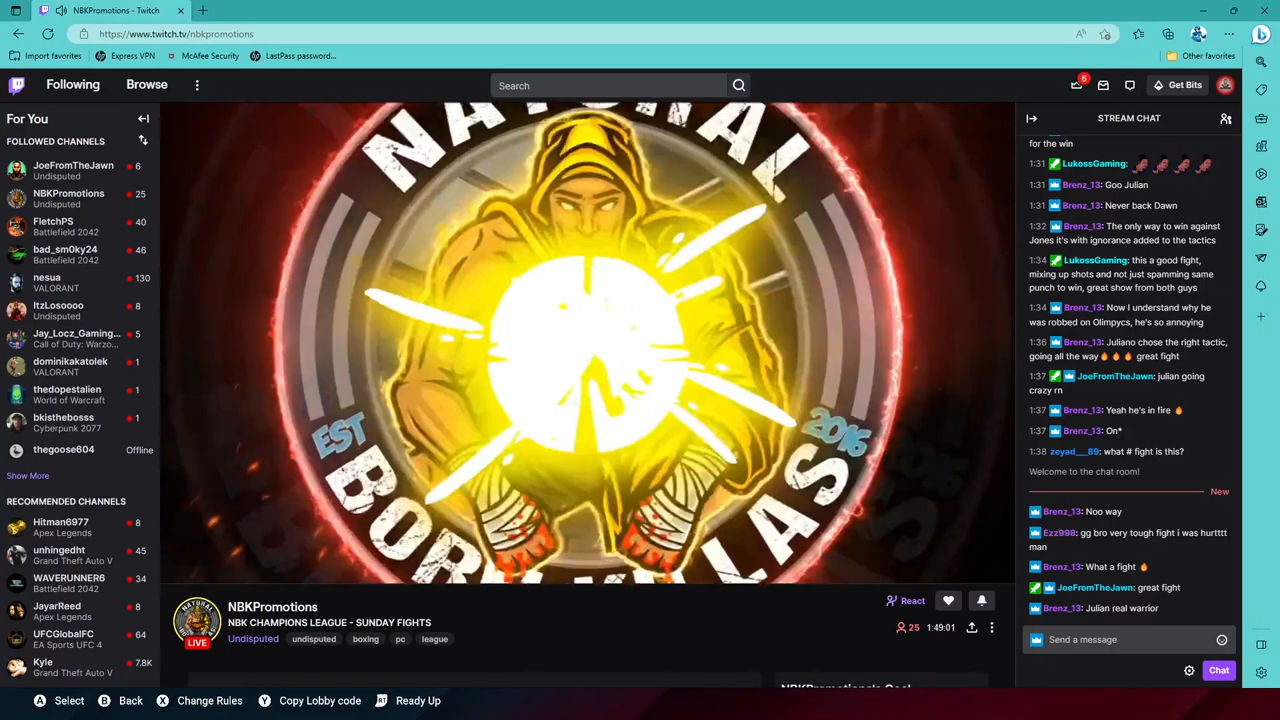 NBKPromotions - Twitch
https://www.twitch.tv/nbkpromotions
Import favorites
Express VPN
McAfee Security
LastPass password...
Other favorites
Following
Browse
Search
6
Get Bits
For You
FOLLOWED CHANNELS
JoeFromTheJawn
6
Undisputed
NBKPromotions
25
Undisputed
FletchPS
40
Battlefield 2042
bad_sm0ky24
46
Battlefield 2042
nesua
130
VALORANT
ItzLosoooo
8
Undisputed
Jay_Locz_Gaming...
5
Call of Duty: Warzo...
dominikakatolek
1
VALORANT
thedopestalien
1
World of Warcraft
bkisthebosss
1
Cyberpunk 2077
thegoose604
Offline
Show More
RECOMMENDED CHANNELS
Hitman6977
8
Apex Legends
unhingedht
45
Grand Theft Auto V
WAVERUNNER6
34
Battlefield 2042
JayarReed
8
Apex Legends
UFCGlobalFC
64
EA Sports UFC 4
Kyle
7.8K
Grand Theft Auto V
NATURAL
EST
2016
BORN KILLAS
NBKPromotions
NBK CHAMPIONS LEAGUE - SUNDAY FIGHTS
Undisputed
undisputed
boxing
pc
league
LIVE
React
25
1:49:01
NBKPromotions's Goal
STREAM CHAT
for the win
1:31 LukossGaming:
1:31 Brenz_13: Goo Julian
1:31 Brenz_13: Never back Dawn
1:32 Brenz_13: The only way to win against
Jones it's with ignorance added to the tactics
1:34 LukossGaming: this a good fight,
mixing up shots and not just spamming same
punch to win, great show from both guys
1:34 Brenz_13: Now I understand why he
was robbed on Olimpycs, he's so annoying
1:36 Brenz_13: Juliano chose the right tactic,
going all the way🔥🔥🔥 great fight
1:37 JoeFromTheJawn: julian going
crazy rn
1:37 Brenz_13: Yeah he's in fire 🔥
1:37 Brenz_13: On*
1:38 zeyad___89: what # fight is this?
Welcome to the chat room!
New
Brenz_13: Noo way
Ezz998: gg bro very tough fight i was hurtttt
man
Brenz_13: What a fight 🔥
JoeFromTheJawn: great fight
Brenz_13: Julian real warrior
Send a message
Chat
A Select
B Back
X Change Rules
Y Copy Lobby code
RT Ready Up